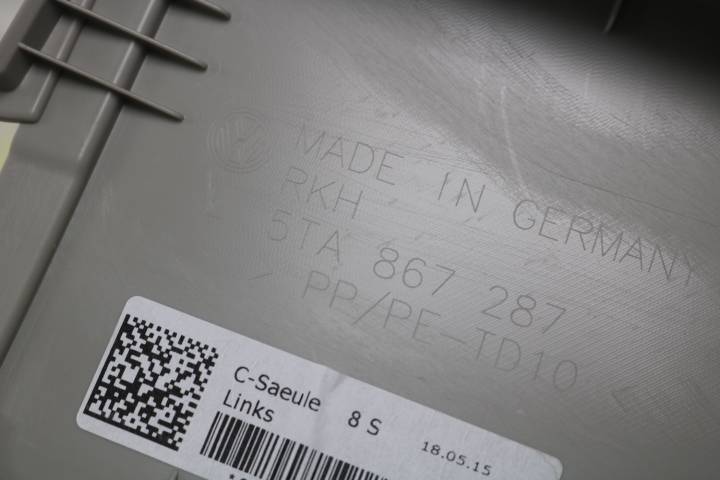 MADE IN GERMANY
RKH
5TA 867 287
PP/PE-TD10
C-Saeule 8 S
Links
18.05.15